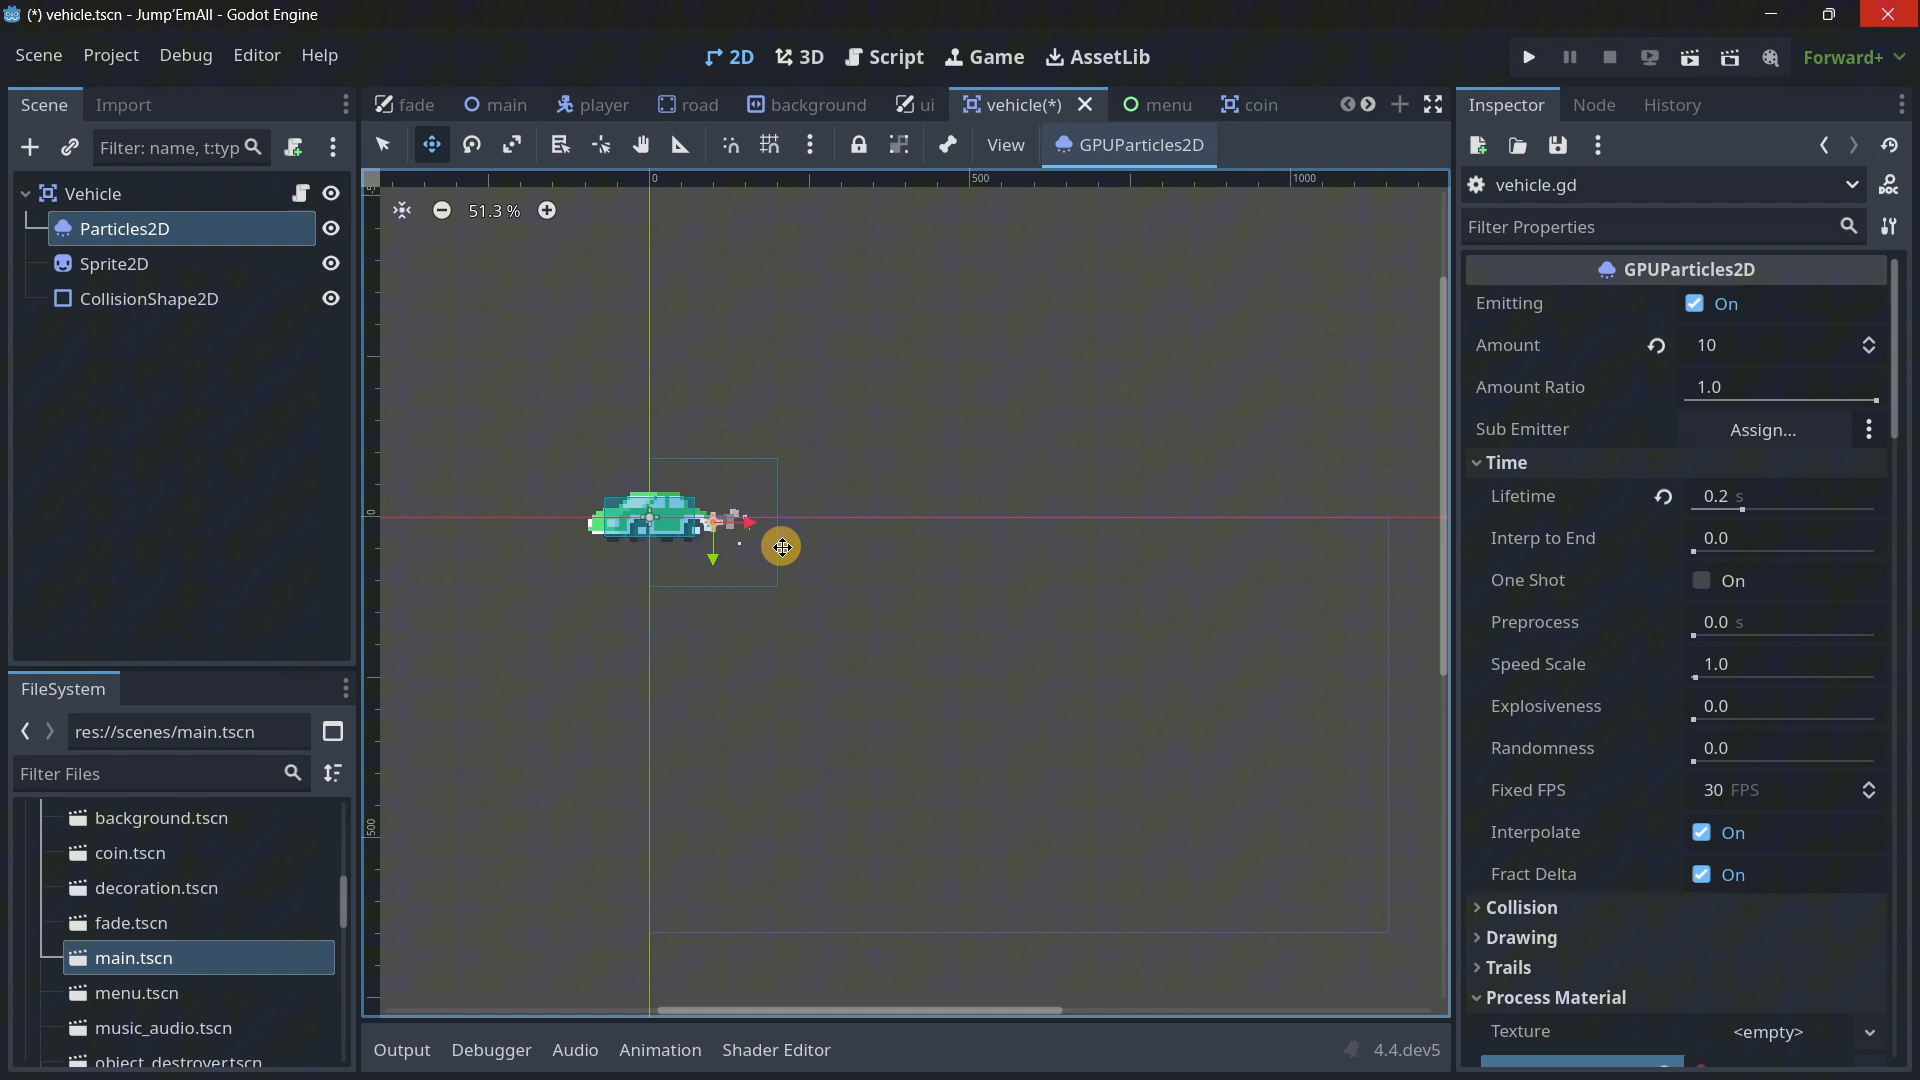 (*) vehicle.tscn - Jump'EmAll - Godot Engine
Scene Project Debug Editor Help
2D 3D Script Game AssetLib
Forward+
Scene Import
fade main player road background ui vehicle(*) menu coin
Inspector Node History
Filter: name, t:typ
View GPUParticles2D
Vehicle
Particles2D
Sprite2D
CollisionShape2D
51.3 %
0 500 1000
0
500
vehicle.gd
Filter Properties
GPUParticles2D
Emitting On
Amount 10
Amount Ratio 1.0
Sub Emitter Assign...
Time
Lifetime 0.2 s
Interp to End 0.0
One Shot On
Preprocess 0.0 s
Speed Scale 1.0
Explosiveness 0.0
Randomness 0.0
Fixed FPS 30 FPS
Interpolate On
Fract Delta On
Collision
Drawing
Trails
Process Material
Texture <empty>
FileSystem
res://scenes/main.tscn
Filter Files
background.tscn
coin.tscn
decoration.tscn
fade.tscn
main.tscn
menu.tscn
music_audio.tscn
object_destroyer.tscn
Output Debugger Audio Animation Shader Editor
4.4.dev5